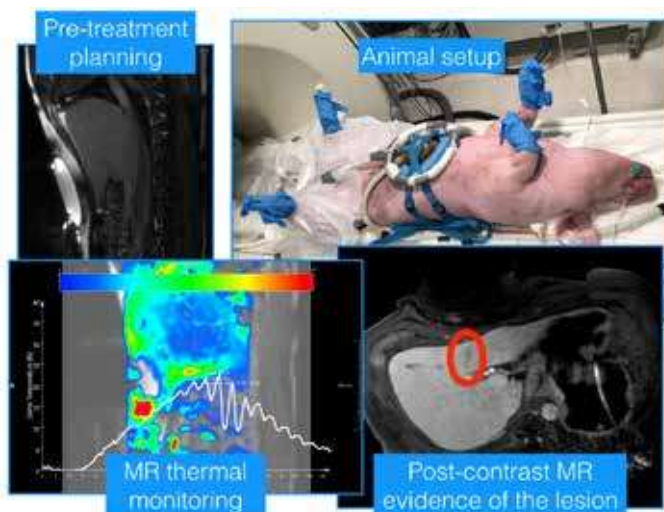 Pre-treatment
planning
Animal setup
MR thermal
monitoring
Post-contrast MR
evidence of the lesion